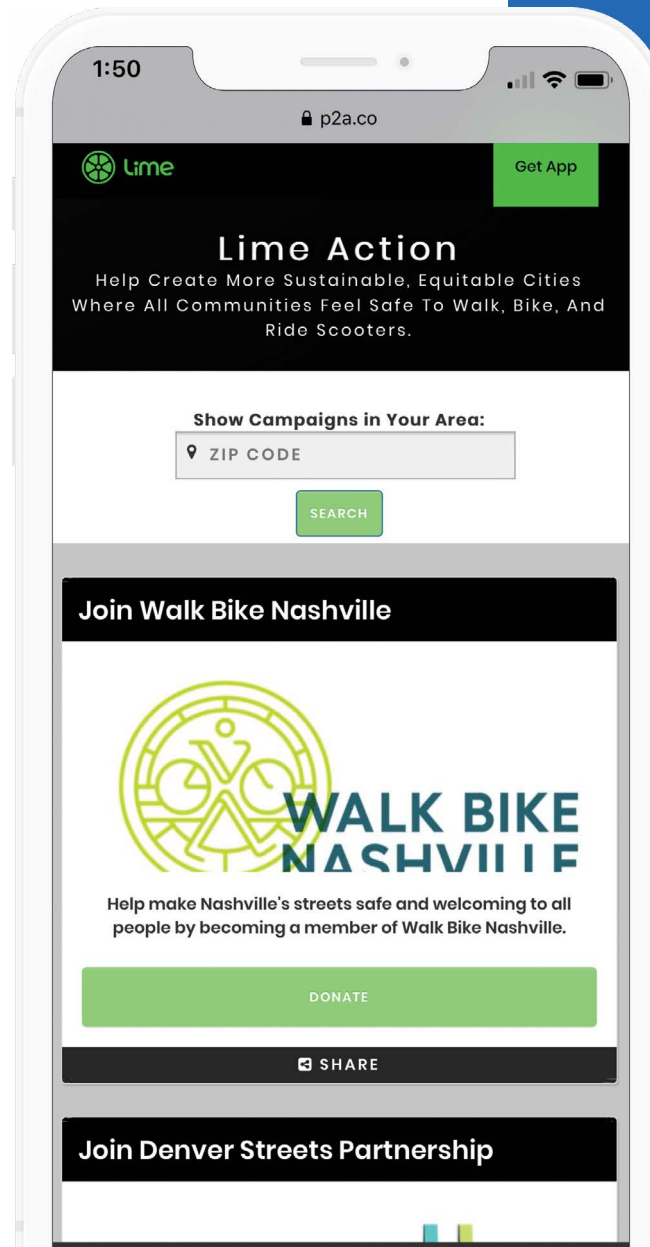 1:50
p2a.co
Lime
Get App
Lime Action
Help Create More Sustainable, Equitable Cities
Where All Communities Feel Safe To Walk, Bike, And
Ride Scooters.
Show Campaigns in Your Area:
ZIP CODE
SEARCH
Join Walk Bike Nashville
WALK BIKE
NASHVILLE
Help make Nashville's streets safe and welcoming to all
people by becoming a member of Walk Bike Nashville.
DONATE
SHARE
Join Denver Streets Partnership